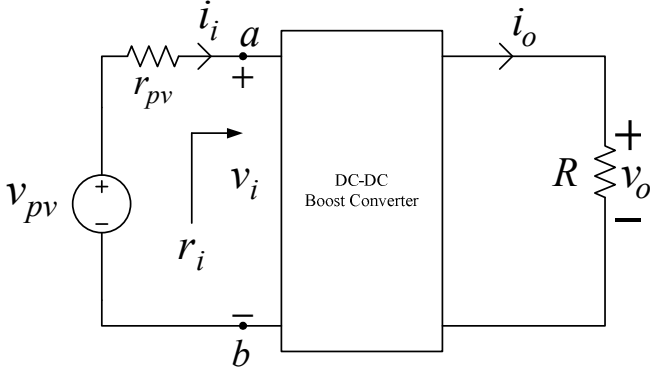 i_i
a
i_o
r_pv
+
+
+
v_pv
−
v_i
DC-DC
Boost Converter
R
v_o
r_i
−
−
b